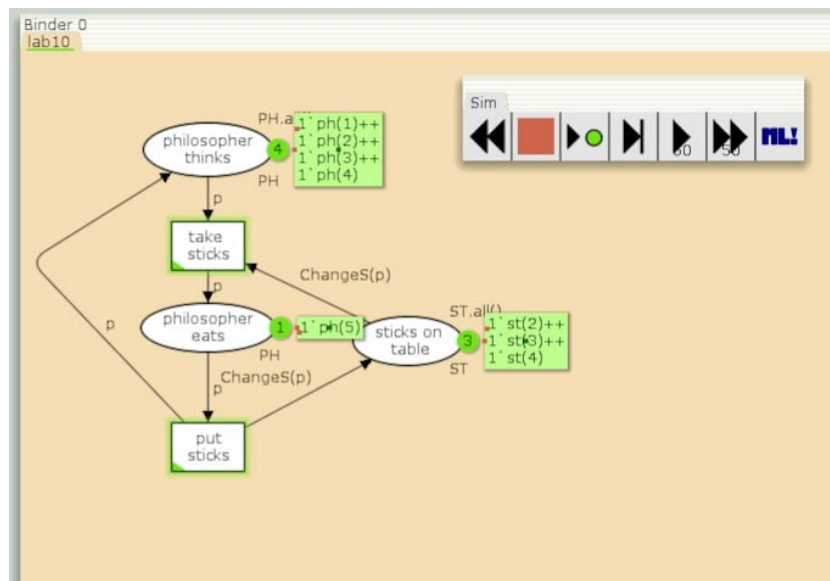 Binder 0
lab10
Sim
50
ML!
PH.all()
philosopher
thinks
4
1`ph(1)++
1`ph(2)++
1`ph(3)++
1`ph(4)
PH
p
take
sticks
p
ChangeS(p)
p
philosopher
eats
1
1`ph(5)
PH
ST.all()
sticks on
table
3
1`st(2)++
1`st(3)++
1`st(4)
ST
ChangeS(p)
p
put
sticks